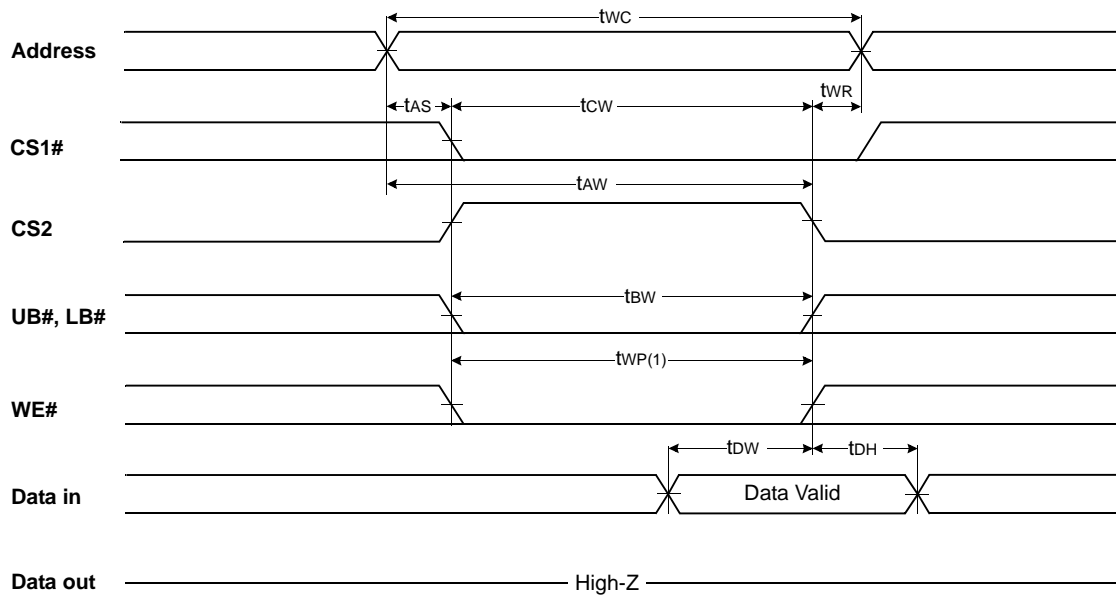 tWC
Address
tAS
tCW
tWR
CS1#
tAW
CS2
tBW
UB#, LB#
tWP(1)
WE#
tDW
tDH
Data in
Data Valid
Data out
High-Z